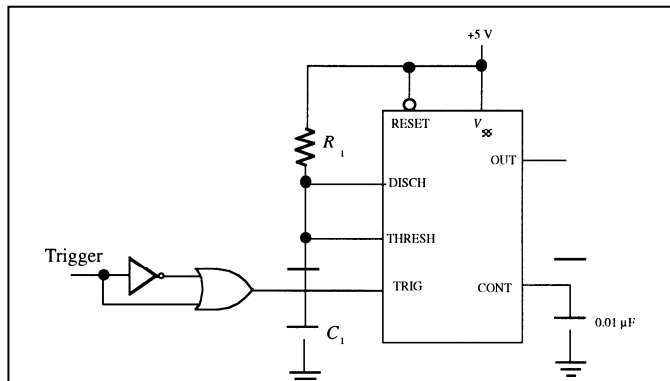 +5 V
RESET
V
R 1
OUT
DISCH
THRESH
Trigger
TRIG
CONT
C 1
0.01 µF